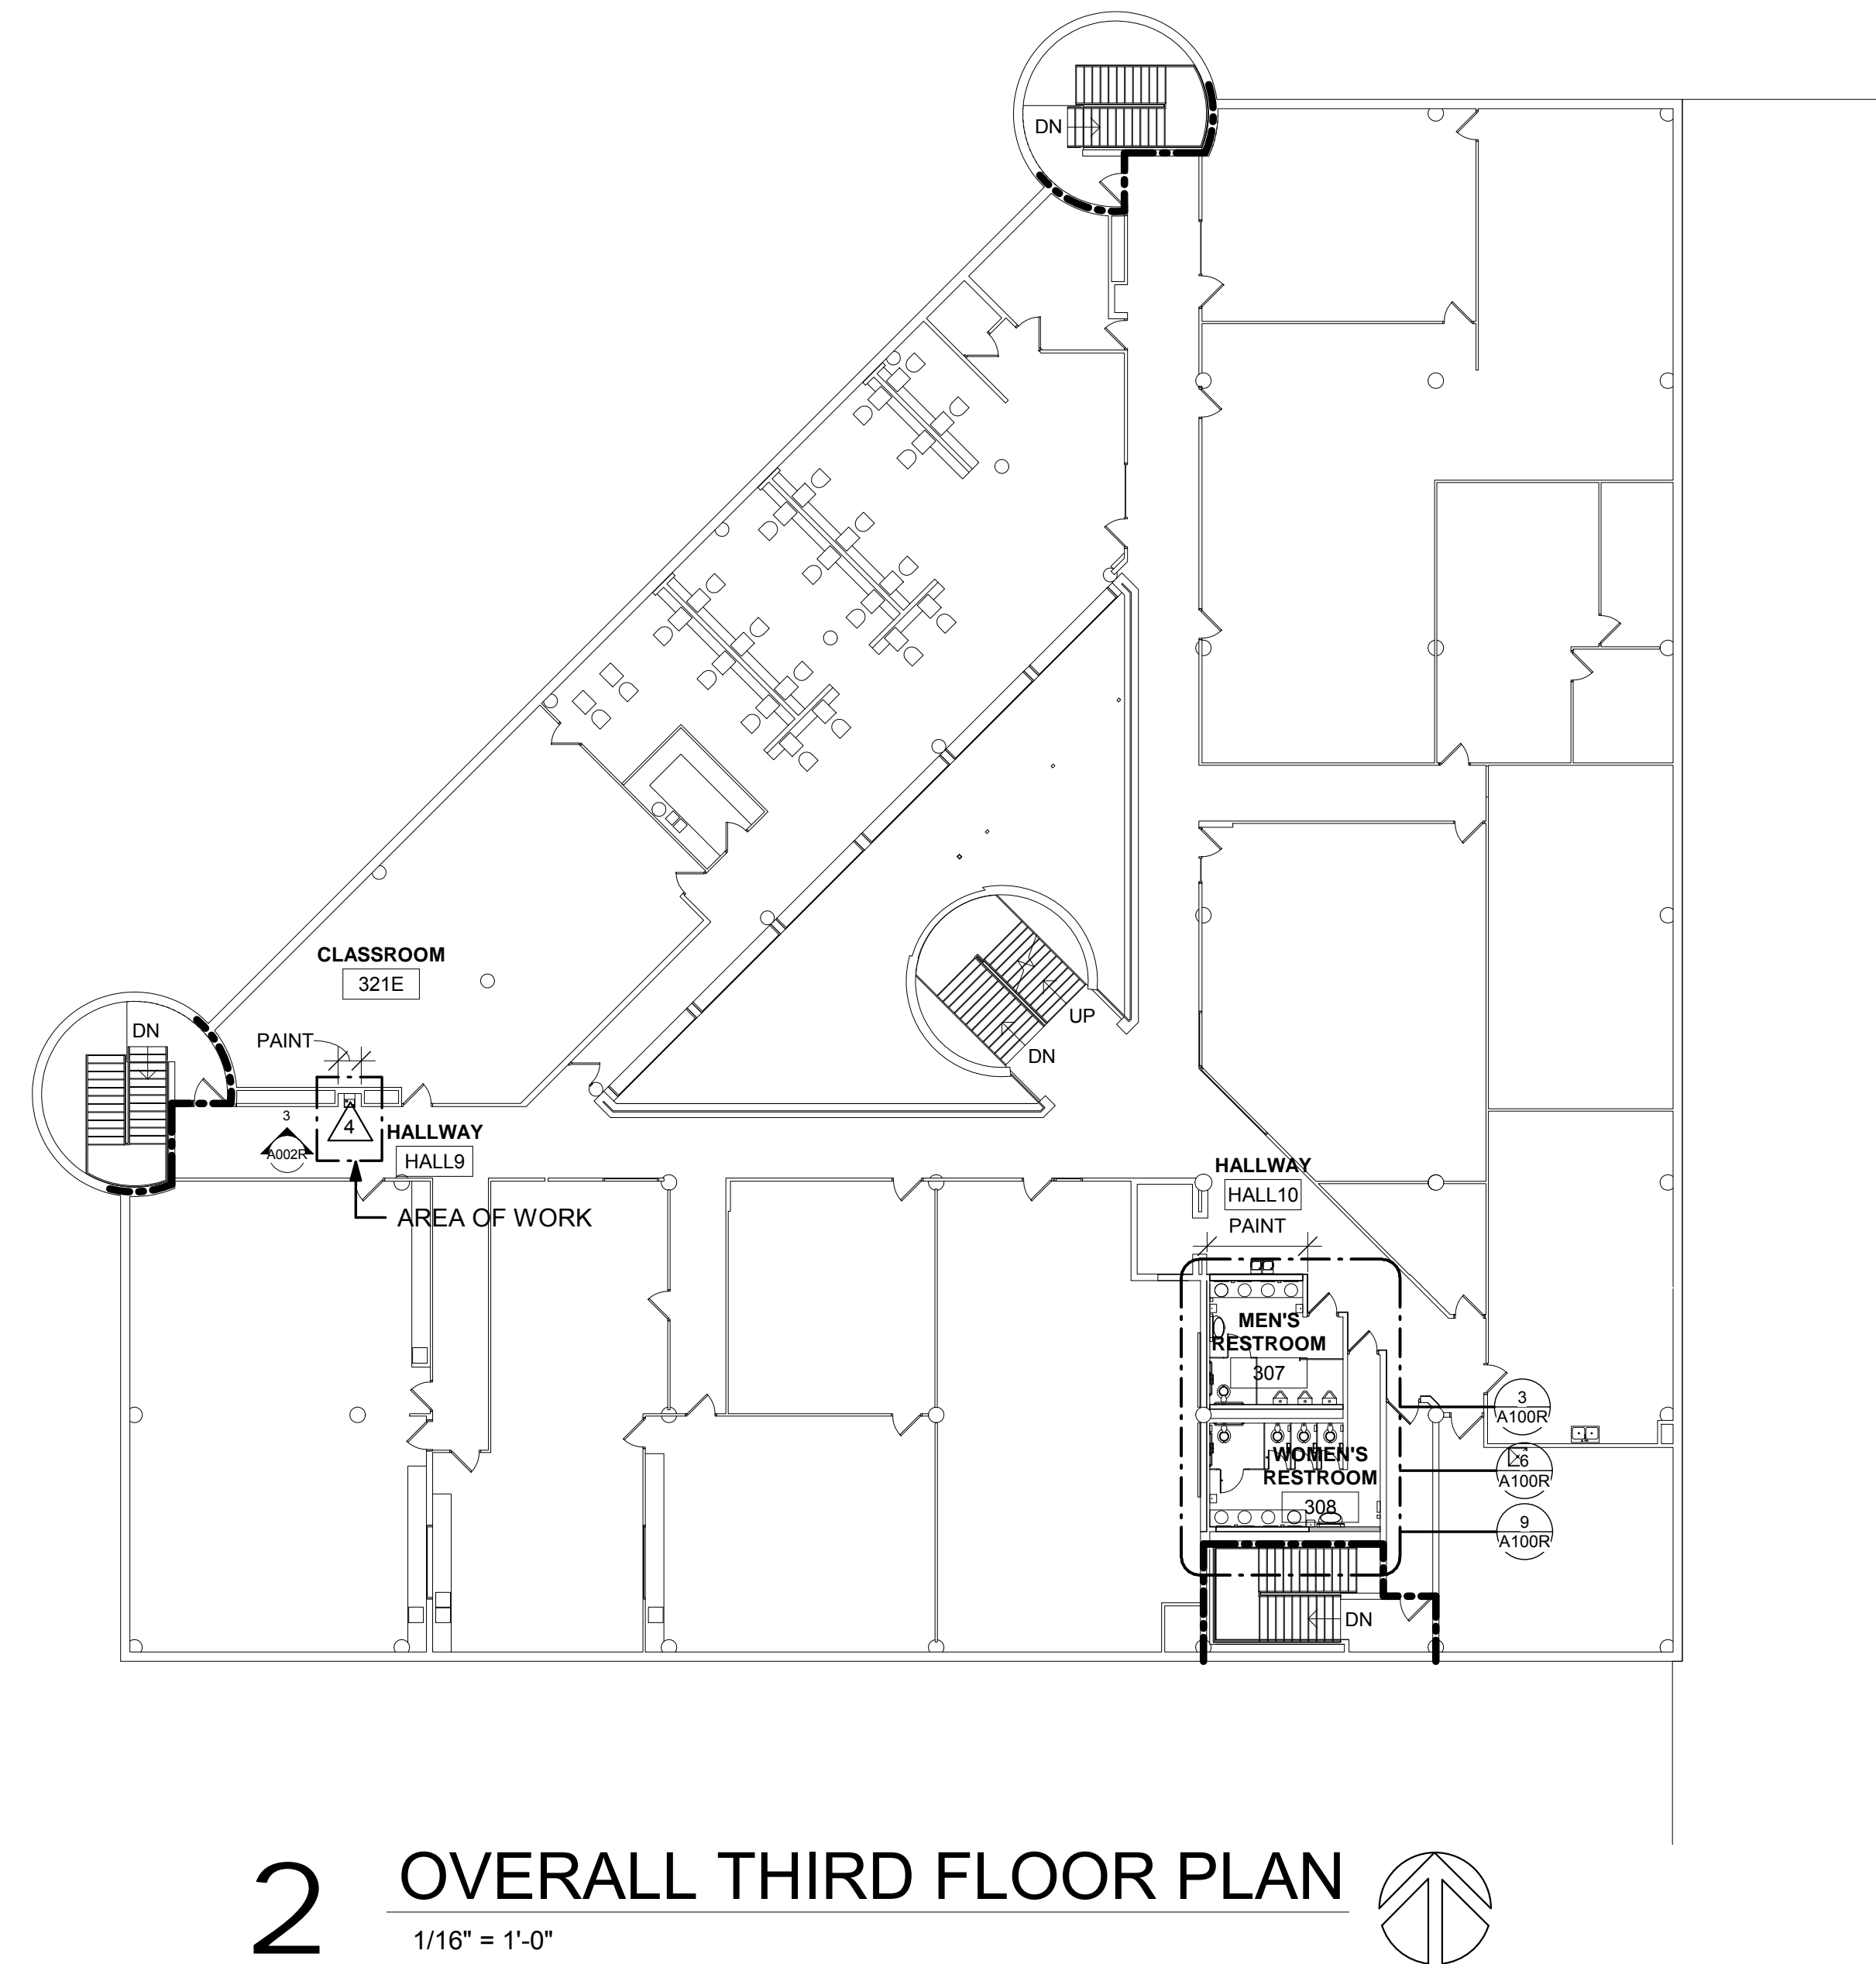 DN
CLASSROOM
321E
DN
PAINT
UP
DN
3
A002R
4
HALLWAY
HALL9
AREA OF WORK
HALLWAY
HALL10
PAINT
MEN'S
RESTROOM
307
3
A100R
WOMEN'S
RESTROOM
308
6
A100R
9
A100R
DN
2
OVERALL THIRD FLOOR PLAN
1/16" = 1'-0"